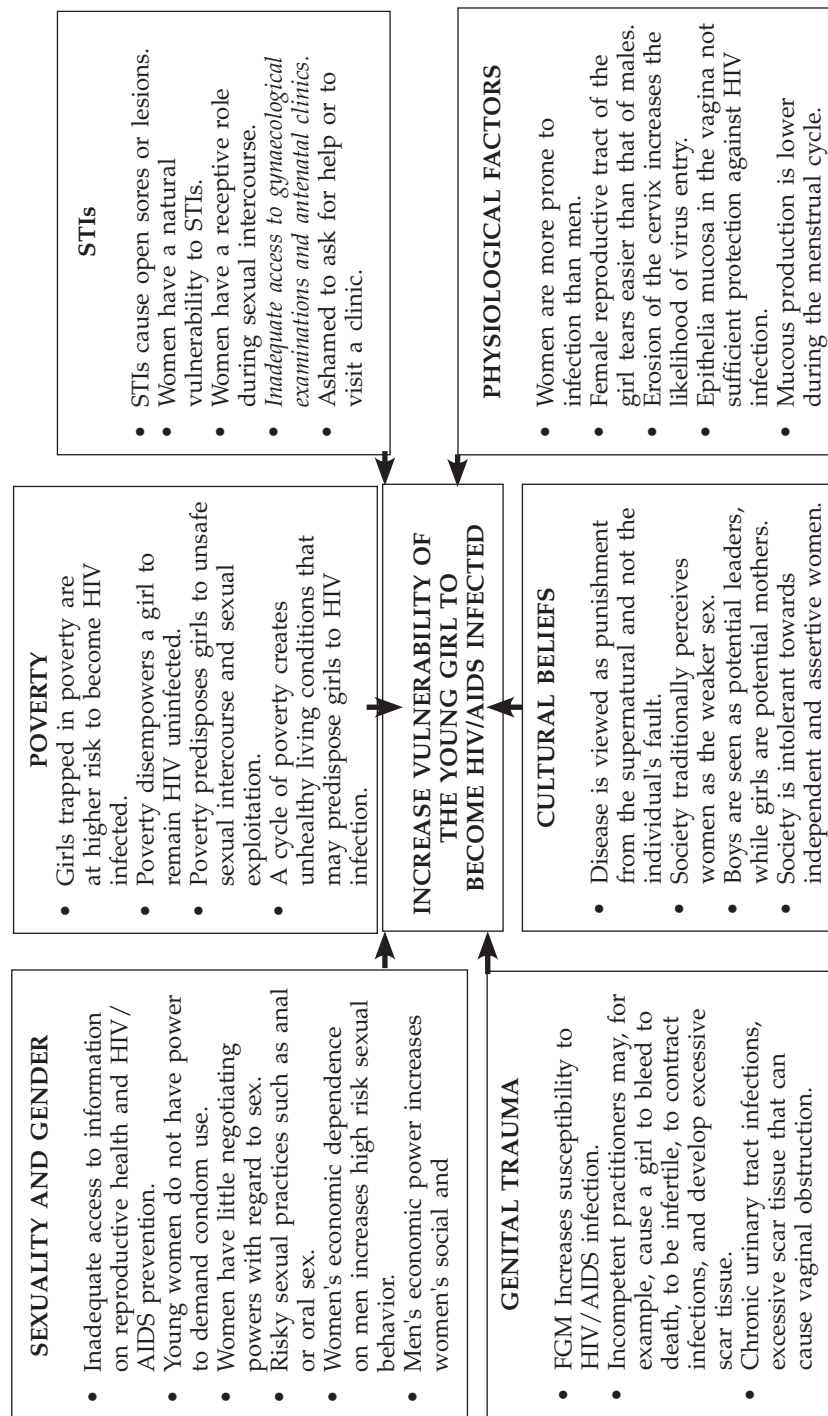 SEXUALITY AND GENDER
• Inadequate access to information
on reproductive health and HIV/
AIDS prevention.
• Young women do not have power
to demand condom use.
• Women have little negotiating
powers with regard to sex.
• Risky sexual practices such as anal
or oral sex.
• Women's economic dependence
on men increases high risk sexual
behavior.
• Men's economic power increases
women's social and
POVERTY
• Girls trapped in poverty are
at higher risk to become HIV
infected.
• Poverty disempowers a girl to
remain HIV uninfected.
• Poverty predisposes girls to unsafe
sexual intercourse and sexual
exploitation.
• A cycle of poverty creates
unhealthy living conditions that
may predispose girls to HIV
infection.
STIs
• STIs cause open sores or lesions.
• Women have a natural
vulnerability to STIs.
• Women have a receptive role
during sexual intercourse.
• Inadequate access to gynaecological
examinations and antenatal clinics.
• Ashamed to ask for help or to
visit a clinic.
INCREASE VULNERABILITY OF
THE YOUNG GIRL TO
BECOME HIV/AIDS INFECTED
GENITAL TRAUMA
• FGM Increases susceptibility to
HIV/AIDS infection.
• Incompetent practitioners may, for
example, cause a girl to bleed to
death, to be infertile, to contract
infections, and develop excessive
scar tissue.
• Chronic urinary tract infections,
excessive scar tissue that can
cause vaginal obstruction.
CULTURAL BELIEFS
• Disease is viewed as punishment
from the supernatural and not the
individual's fault.
• Society traditionally perceives
women as the weaker sex.
• Boys are seen as potential leaders,
while girls are potential mothers.
• Society is intolerant towards
independent and assertive women.
PHYSIOLOGICAL FACTORS
• Women are more prone to
infection than men.
• Female reproductive tract of the
girl tears easier than that of males.
• Erosion of the cervix increases the
likelihood of virus entry.
• Epithelia mucosa in the vagina not
sufficient protection against HIV
infection.
• Mucous production is lower
during the menstrual cycle.